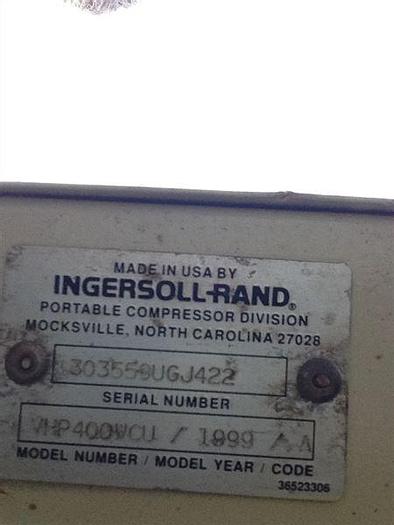 MADE IN USA BY
INGERSOLL-RAND®
PORTABLE COMPRESSOR DIVISION
MOCKSVILLE, NORTH CAROLINA 27028
303559UGJ422
SERIAL NUMBER
VHP400WCU / 1999 / A
MODEL NUMBER / MODEL YEAR / CODE
36523306